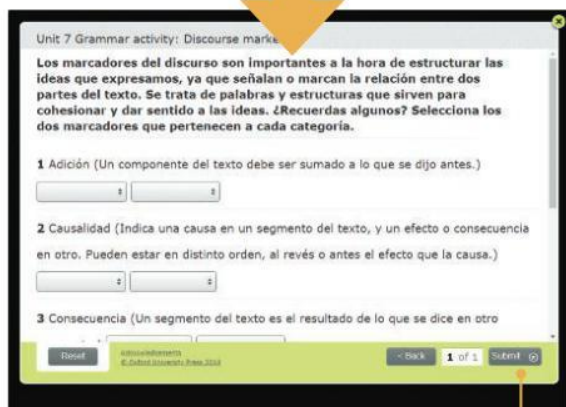 Unit 7 Grammar activity: Discourse marke
Los marcadores del discurso son importantes a la hora de estructurar las
ideas que expresamos, ya que señalan o marcan la relación entre dos
partes del texto. Se trata de palabras y estructuras que sirven para
cohesionar y dar sentido a las ideas. ¿Recuerdas algunos? Selecciona los
dos marcadores que pertenecen a cada categoría.
1 Adición (Un componente del texto debe ser sumado a lo que se dijo antes.)
2 Causalidad (Indica una causa en un segmento del texto, y un efecto o consecuencia
en otro. Pueden estar en distinto orden, al revés o antes el efecto que la causa.)
3 Consecuencia (Un segmento del texto es el resultado de lo que se dice en otro
Reset
Acknowledgements
© Oxford University Press 2018
< Back 1 of 1 Submit